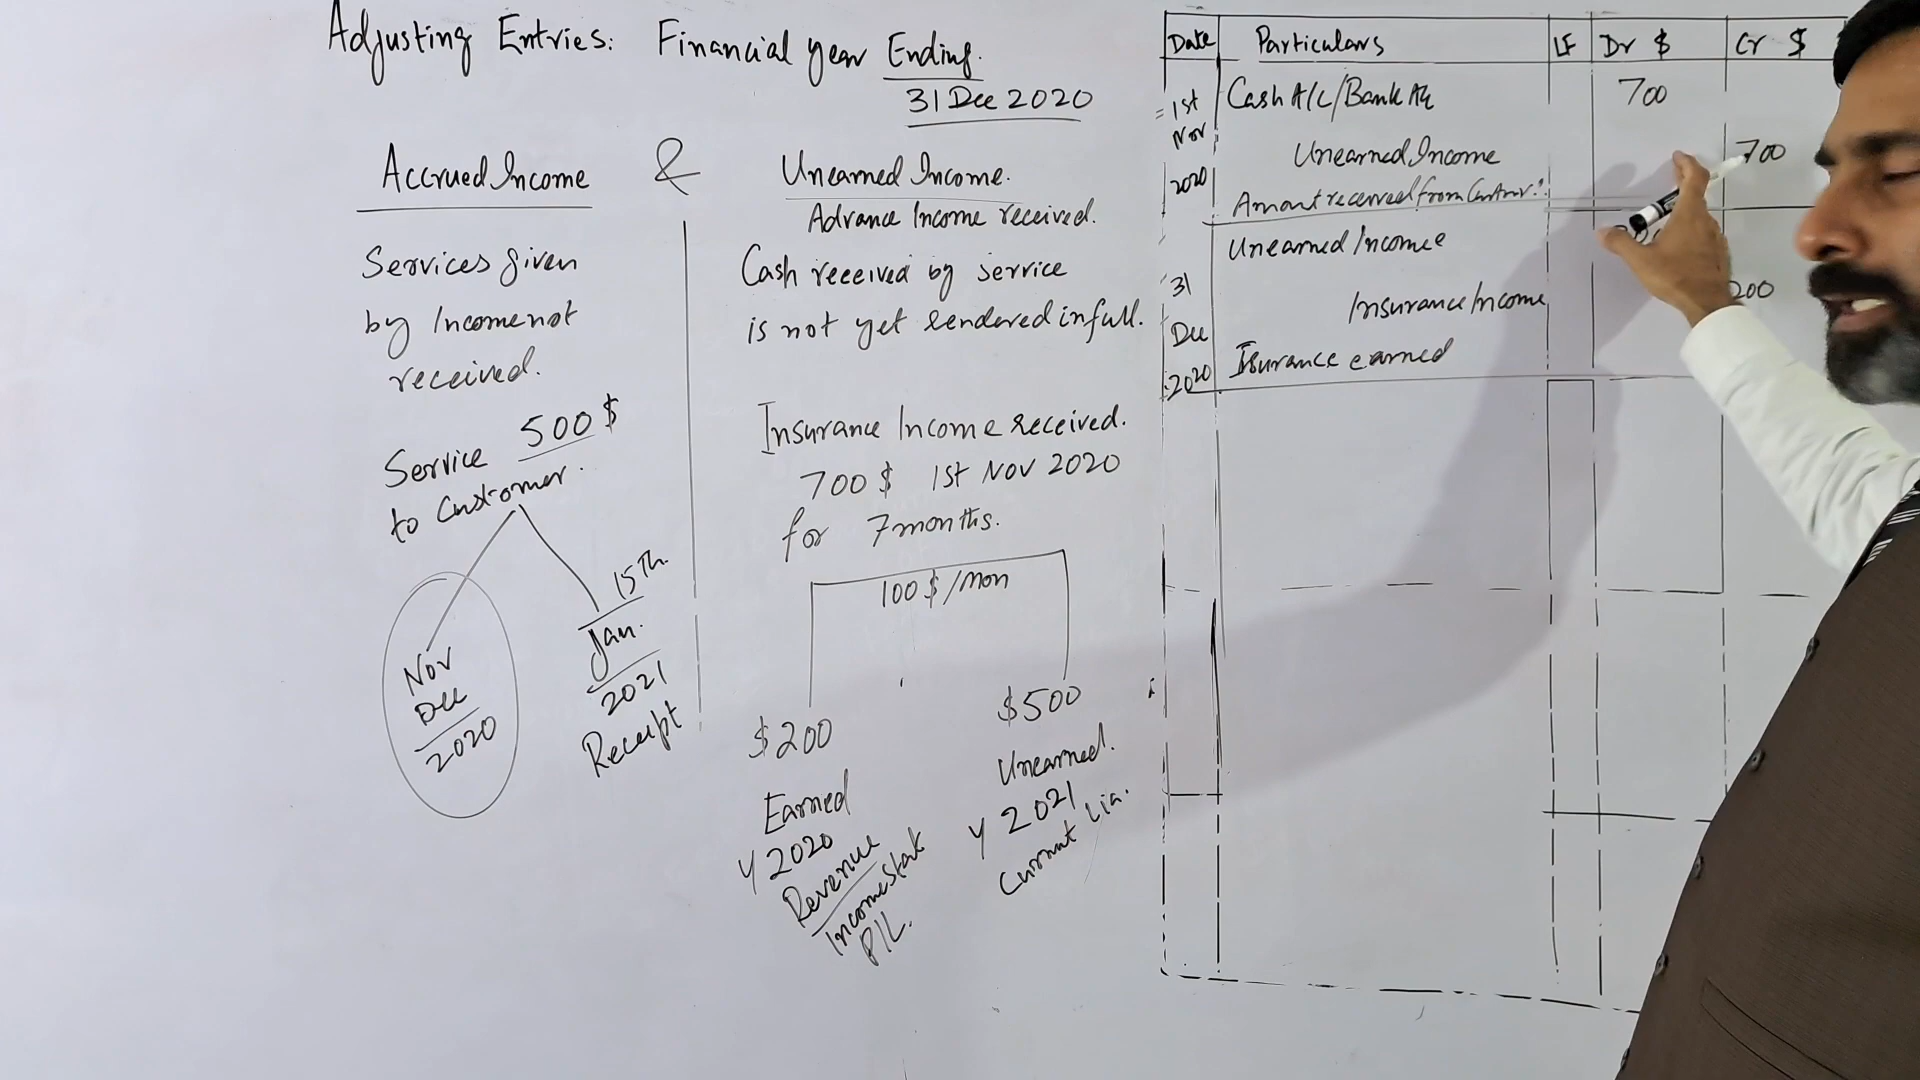 Adjusting Entries: Financial year Ending.
31 Dec 2020
Accrued Income & Unearned Income.
Advance Income received.
Services given
by Income not
received.
Service 500 $
to Customer.
Nov
Dec
2020
15Th.
Jan.
2021
Receipt
Cash received by service
is not yet rendered in full.
Insurance Income received.
700 $ 1st Nov 2020
for 7 months.
100 $ /Mon
$200
Earned
Y 2020
Revenue
Income Stat
P/L.
$500
Unearned.
Y 2021
Current Lia.
Date Particulars LF Dr $ Cr $
1st Nov 2020 Cash A/C/Bank A/c 700
Unearned Income 700
Amount received from
31 Dec 2020 Unearned Income
Insurance Income 200
Isurance earned